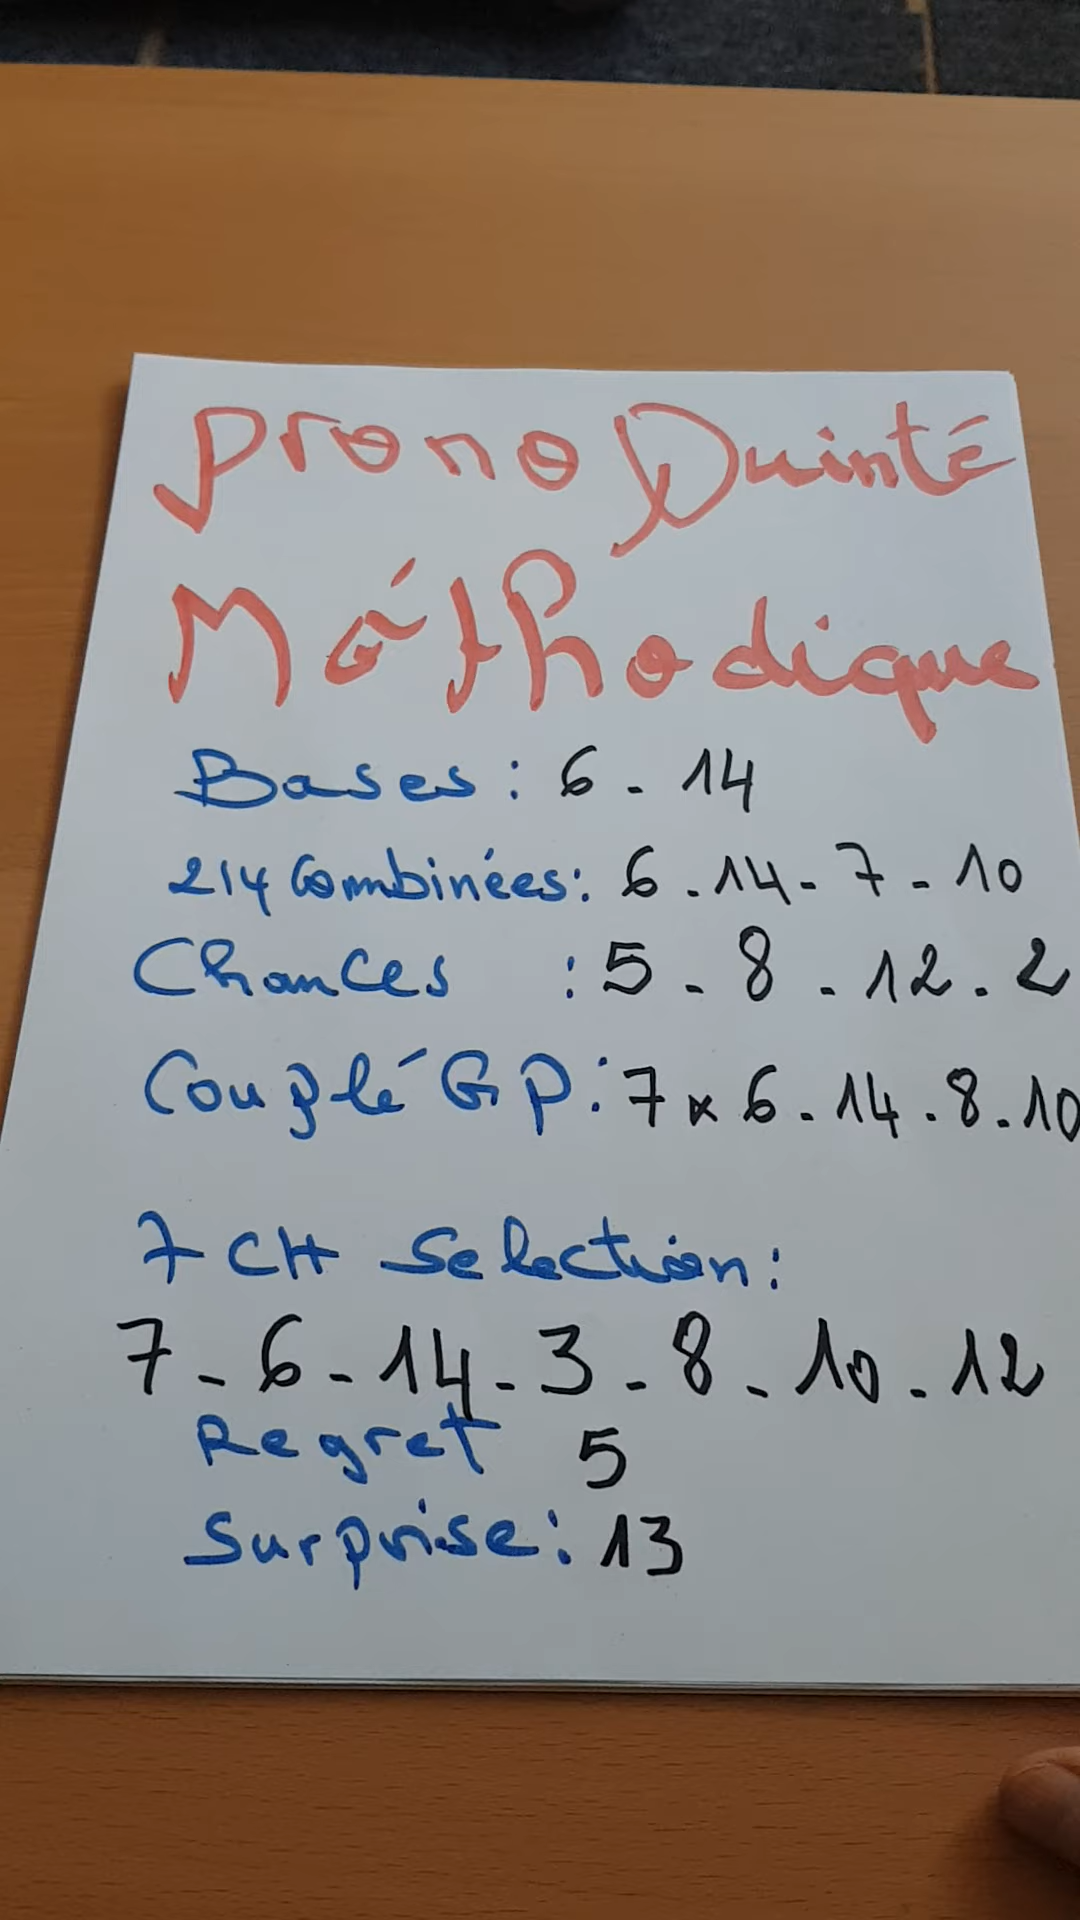 Prono Quinté
Méthodique
Bases : 6 - 14
2/4 Combinées : 6 - 14 - 7 - 10
Chances : 5 - 8 - 12 - 2
Couplé GP : 7 x 6 - 14 - 8 - 10
7 CH Selection :
7 - 6 - 14 - 3 - 8 - 10 - 12
Regret 5
Surprise : 13